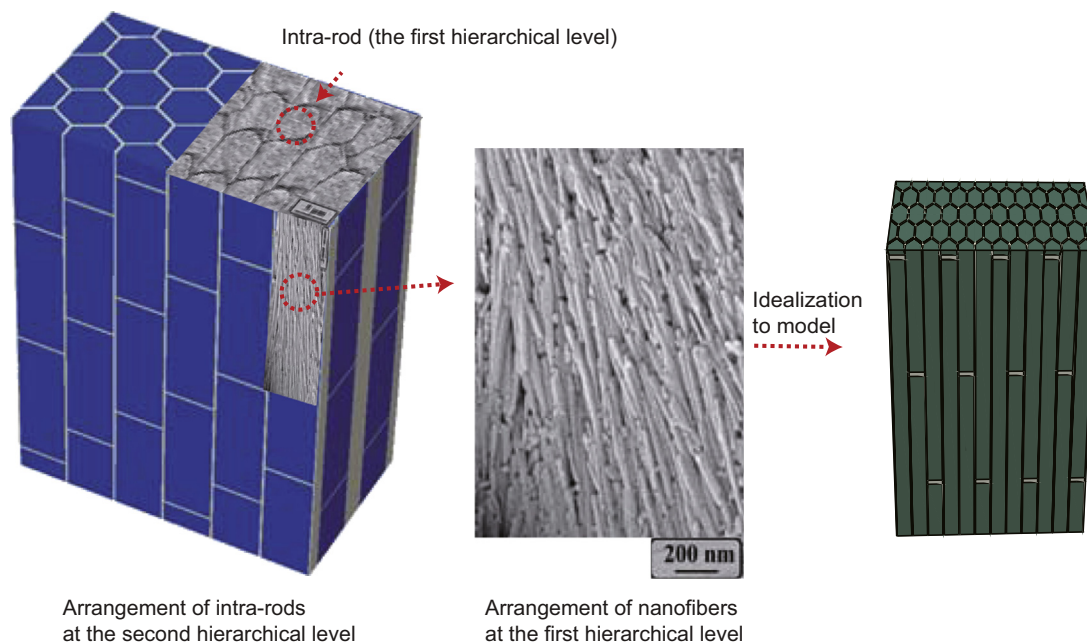 Intra-rod (the first hierarchical level)
Idealization
to model
200 nm
Arrangement of intra-rods
at the second hierarchical level
Arrangement of nanofibers
at the first hierarchical level